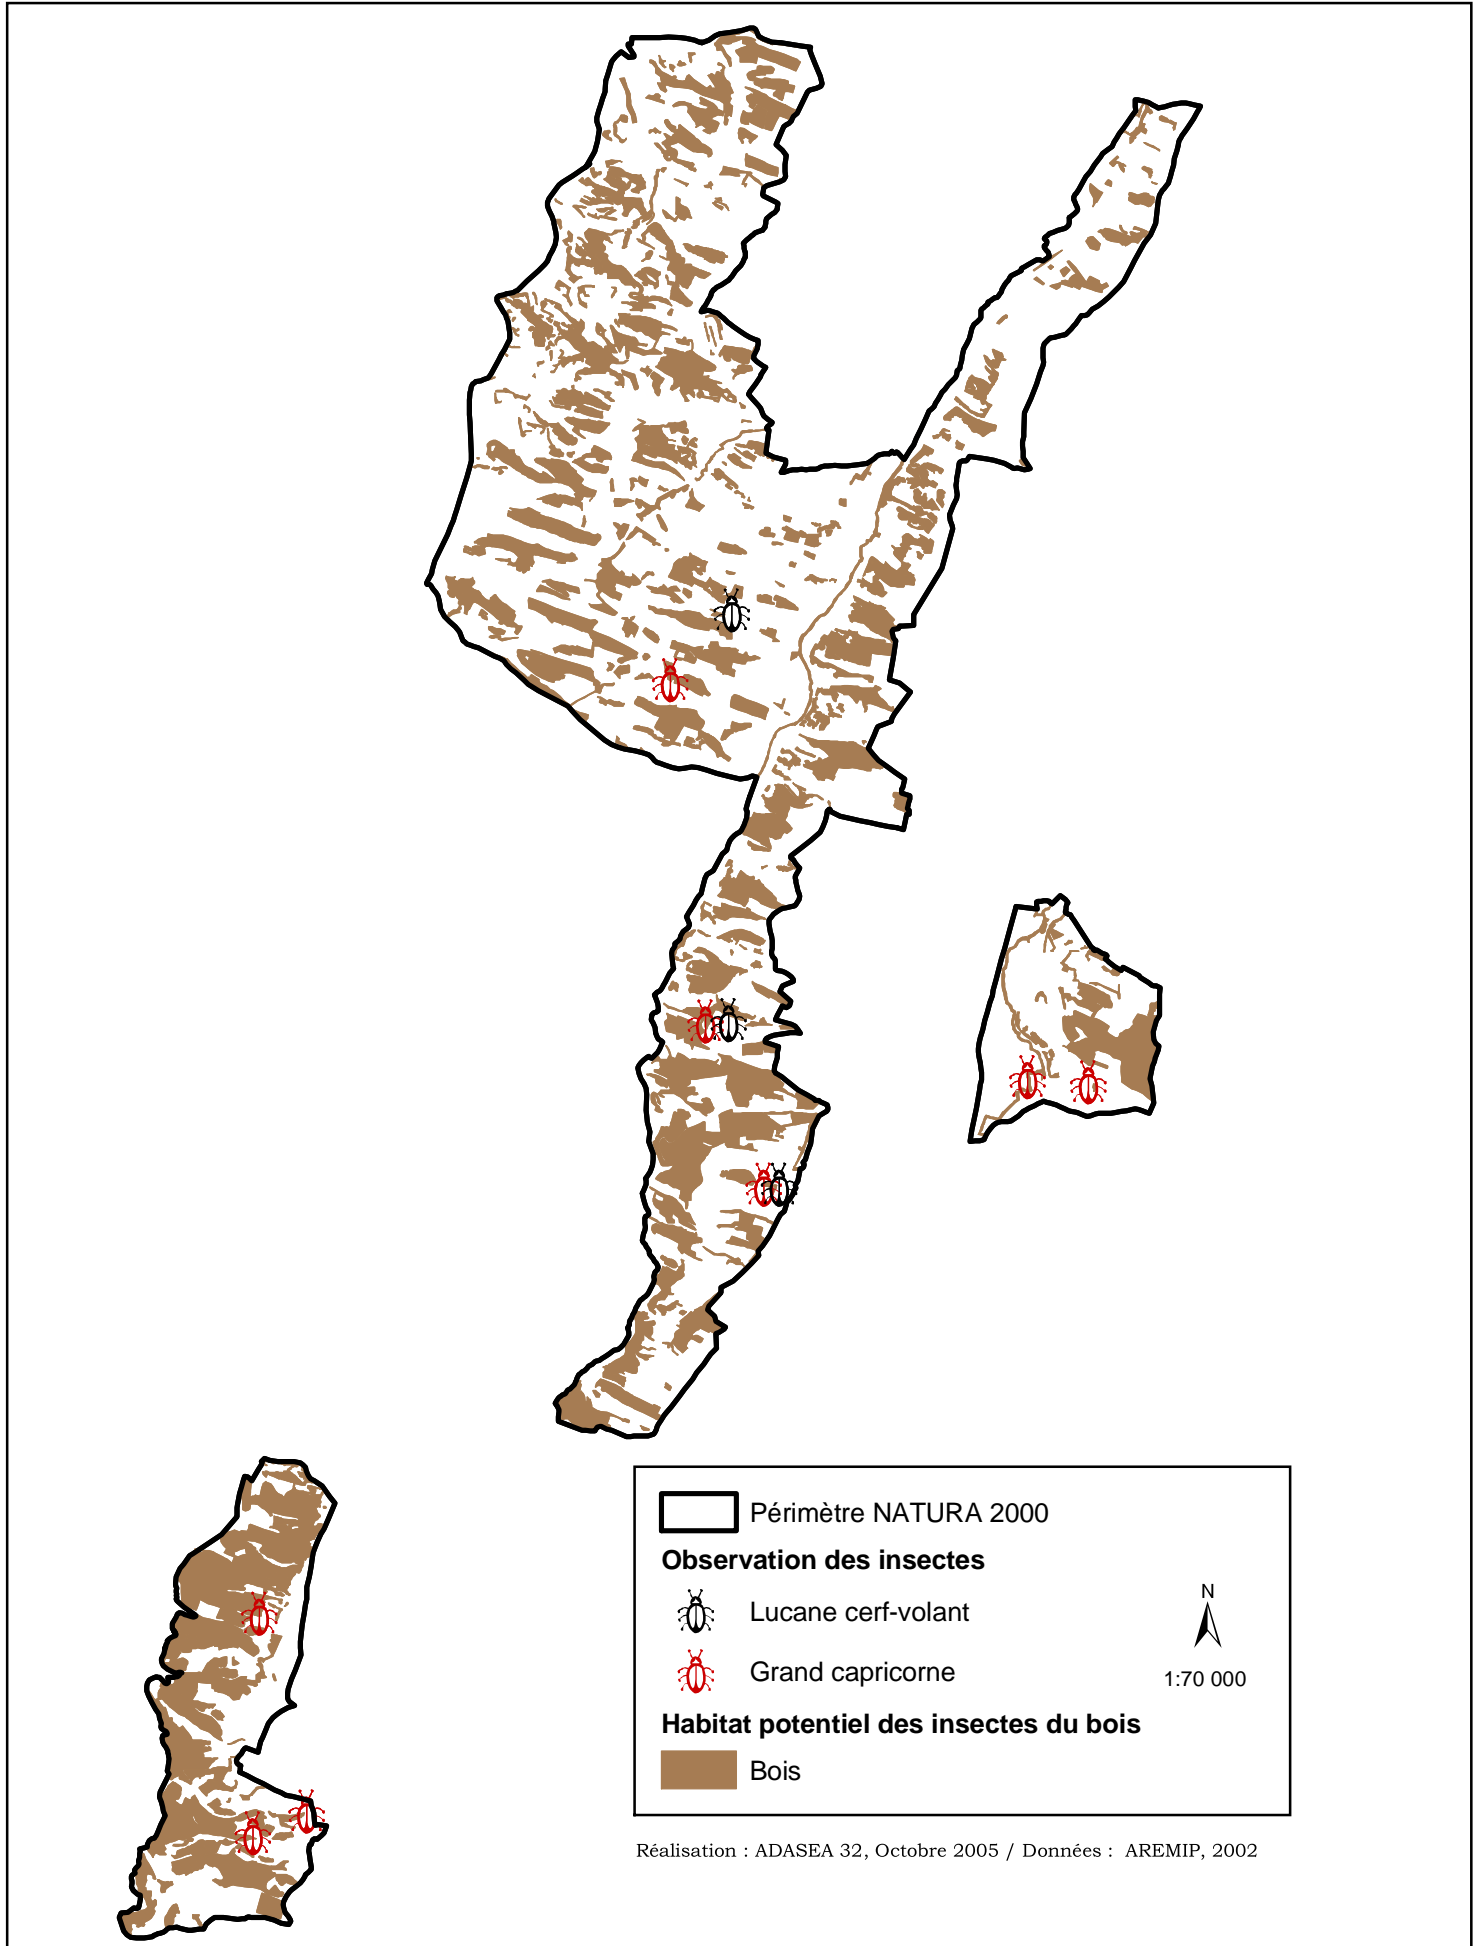 Périmètre NATURA 2000
Observation des insectes
Lucane cerf-volant
Grand capricorne
N
1:70 000
Habitat potentiel des insectes du bois
Bois
Réalisation : ADASEA 32, Octobre 2005 / Données : AREMIP, 2002